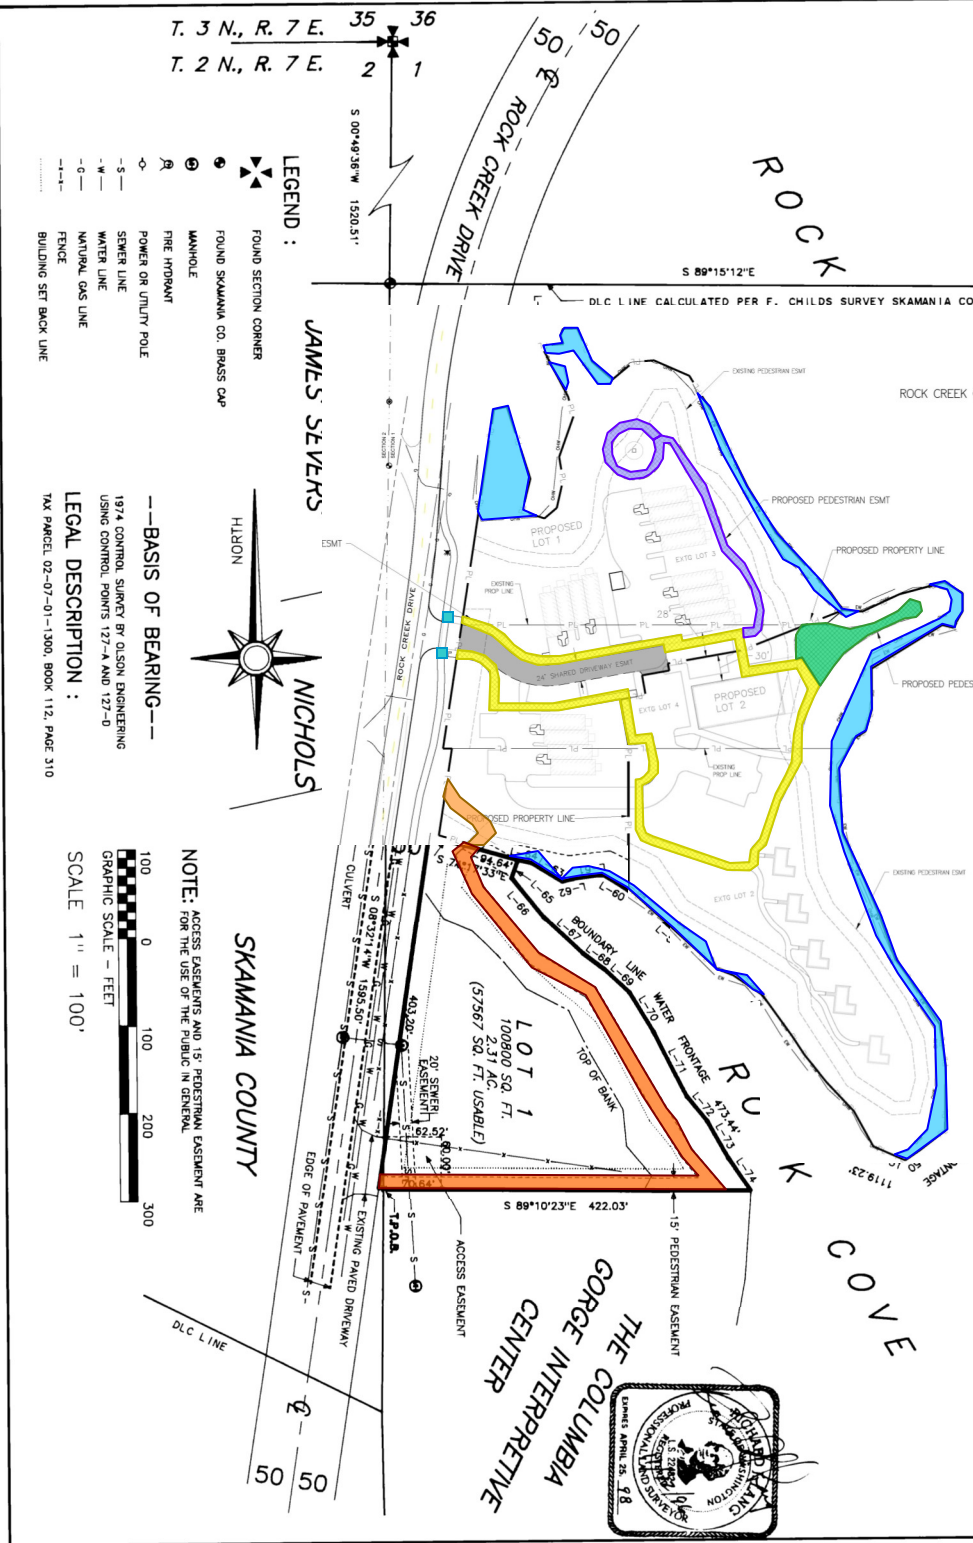 T. 3 N., R. 7 E.
35
36
T. 2 N., R. 7 E.
2
1
50
50
ROCK CREEK DRIVE
ROCK
S 00°49'36"W 1520.51'
S 89°15'12"E
DLC LINE CALCULATED PER F. CHILDS SURVEY SKAMANIA CO
LEGEND :
FOUND SECTION CORNER
FOUND SKAMANIA CO. BRASS CAP
MANHOLE
FIRE HYDRANT
POWER OR UTILITY POLE
-S- SEWER LINE
-W- WATER LINE
-G- NATURAL GAS LINE
-x-x- FENCE
BUILDING SET BACK LINE
JAMES SEVERS
NICHOLS
EXISTING PEDESTRIAN ESMT
ROCK CREEK
PROPOSED PEDESTRIAN ESMT
PROPOSED
LOT 1
EXTG LOT 3
PROPOSED PROPERTY LINE
ESMT
EXISTING
PROP LINE
28'
30'
ROCK CREEK DRIVE
24' SHARED DRIVEWAY ESMT
EXTG LOT 4
PROPOSED
LOT 2
PROPOSED PEDES
EXISTING
PROP LINE
PROPOSED PROPERTY LINE
EXTG LOT 2
EXISTING PEDESTRIAN ESMT
---BASIS OF BEARING---
1974 CONTROL SURVEY BY OLSON ENGINEERING
USING CONTROL POINTS 127-A AND 127-D
LEGAL DESCRIPTION :
TAX PARCEL 02-07-01-1300, BOOK 112, PAGE 310
NORTH
NOTE: ACCESS EASEMENTS AND 15' PEDESTRIAN EASEMENT ARE
FOR THE USE OF THE PUBLIC IN GENERAL
100 0 100 200 300
GRAPHIC SCALE - FEET
SCALE 1" = 100'
SKAMANIA COUNTY
CULVERT
S 08°32'14"W 1595.50'
94.64'
L-60
L-62
L-65
L-66
L-67
L-68
L-69
L-70
L-71
L-72
L-73
L-74
BOUNDARY LINE
WATER FRONTAGE 473.44'
TOP OF BANK
LOT 1
100800 SQ. FT.
2.31 AC.
(57567 SQ. FT. USABLE)
403.20'
20' SEWER
EASEMENT
62.52'
60.00'
70.64'
S 89°10'23"E 422.03'
T.P.O.B.
ACCESS EASEMENT
15' PEDESTRIAN EASEMENT
EDGE OF PAVEMENT
EXISTING PAVED DRIVEWAY
DLC LINE
50
50
1119.23'
NTAGE
COVE
THE COLUMBIA
GORGE INTERPRETIVE
CENTER
PROFESSIONAL LAND SURVEYOR
EXPIRES APRIL 25, 98